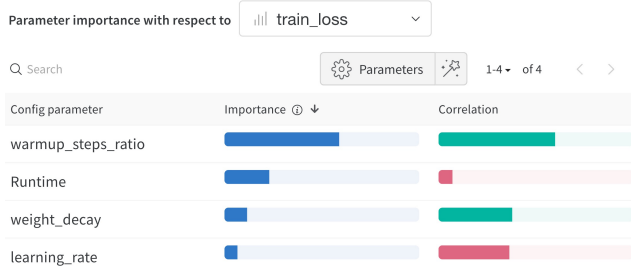 Parameter importance with respect to train_loss
Search Parameters 1-4 of 4
Config parameter Importance Correlation
warmup_steps_ratio
Runtime
weight_decay
learning_rate